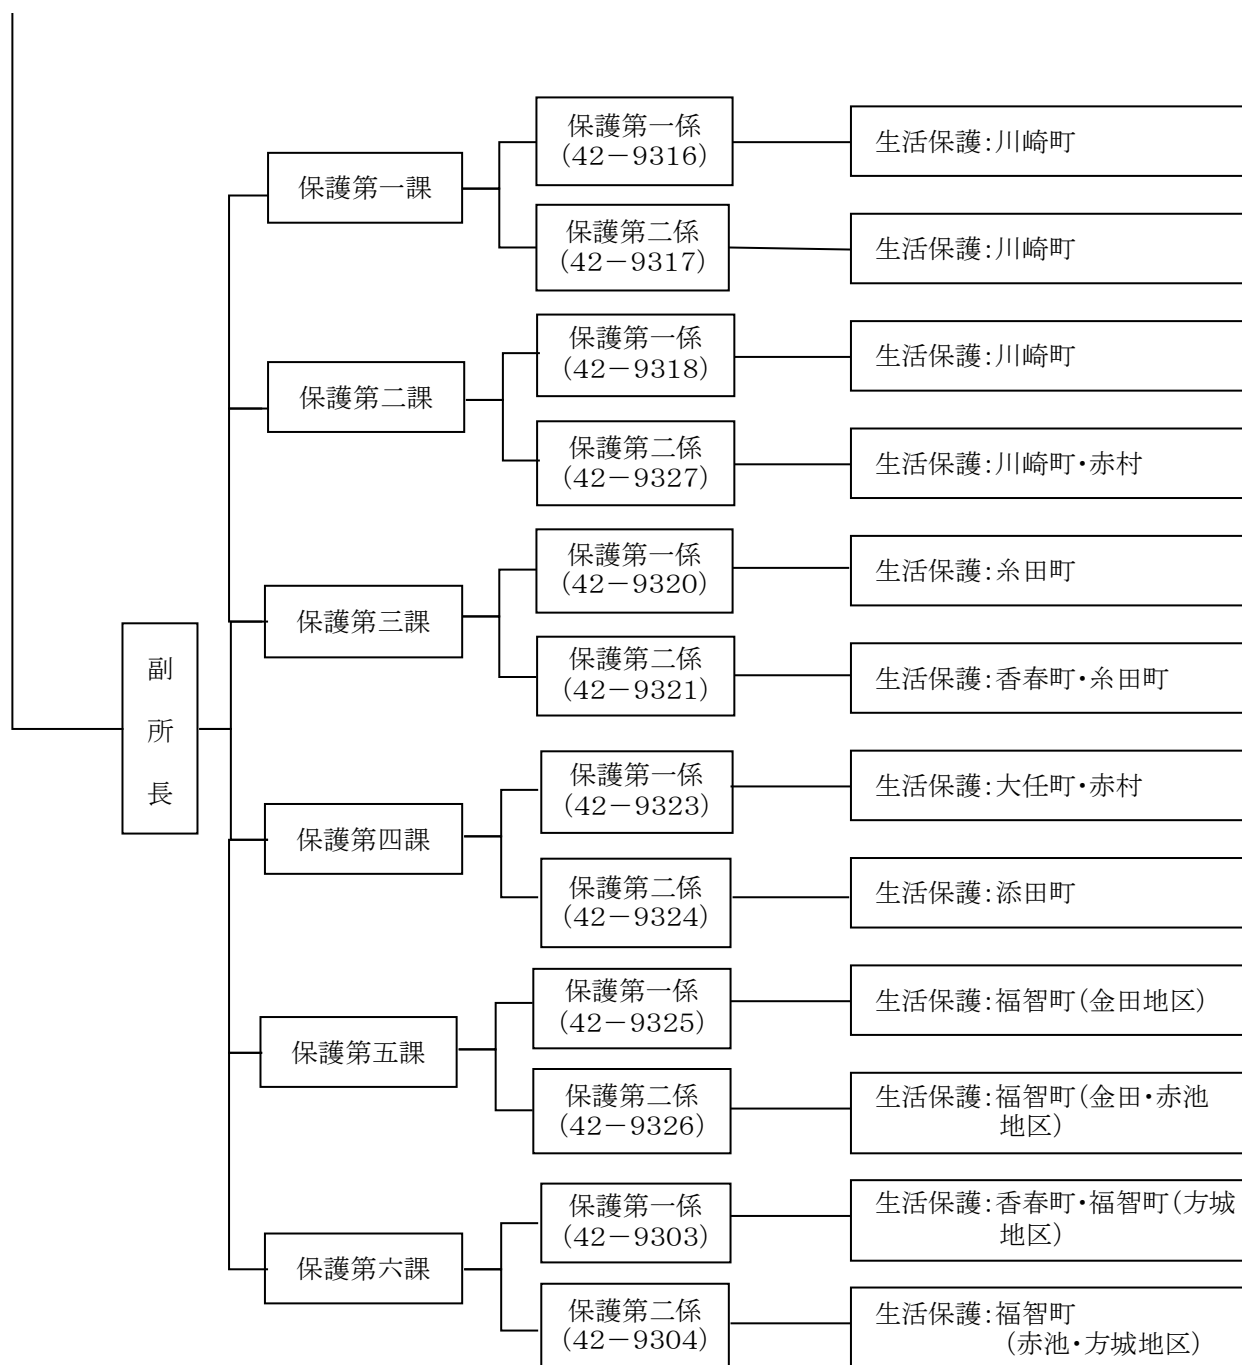 保護第一係
(42－9316)
生活保護:川崎町
保護第一課
保護第二係
(42－9317)
生活保護:川崎町
保護第一係
(42－9318)
生活保護:川崎町
保護第二課
保護第二係
(42－9327)
生活保護:川崎町・赤村
保護第一係
(42－9320)
生活保護:糸田町
保護第三課
保護第二係
(42－9321)
生活保護:香春町・糸田町
副
所
長
保護第一係
(42－9323)
生活保護:大任町・赤村
保護第四課
保護第二係
(42－9324)
生活保護:添田町
保護第一係
(42－9325)
生活保護:福智町(金田地区)
保護第五課
保護第二係
(42－9326)
生活保護:福智町(金田・赤池
地区)
保護第一係
(42－9303)
生活保護:香春町・福智町(方城
地区)
保護第六課
保護第二係
(42－9304)
生活保護:福智町
(赤池・方城地区)